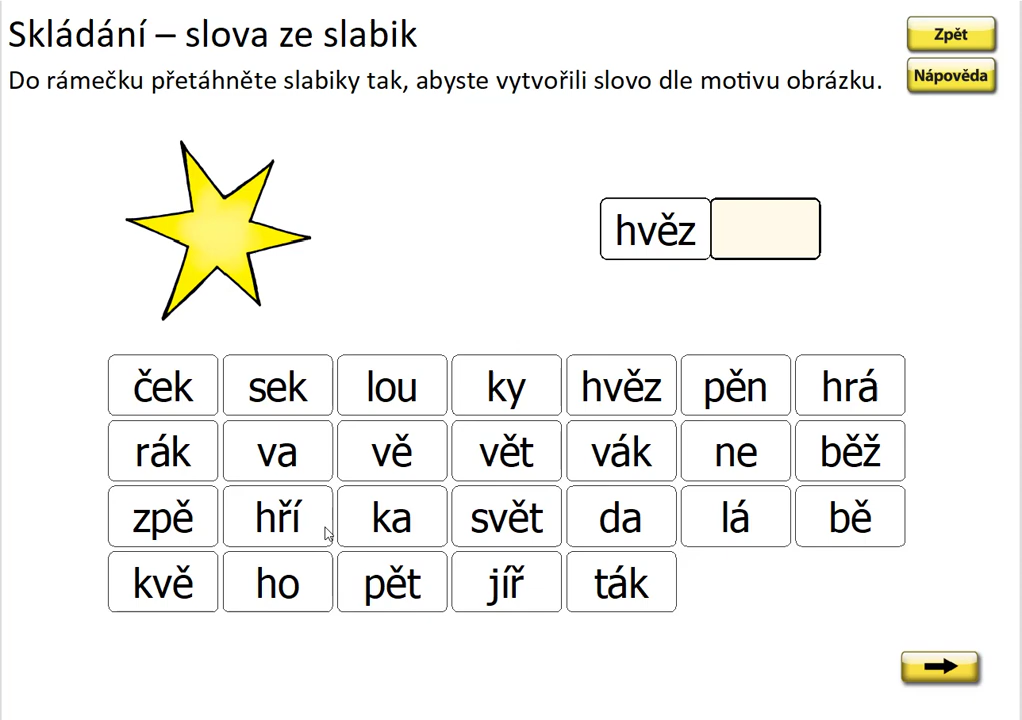 Skládání – slova ze slabik
Zpět
Do rámečku přetáhněte slabiky tak, abyste vytvořili slovo dle motivu obrázku.
Nápověda
hvěz
ček sek lou ky hvěz pěn hrá
rák va vě vět vák ne běž
zpě hří ka svět da lá bě
kvě ho pět jíř ták